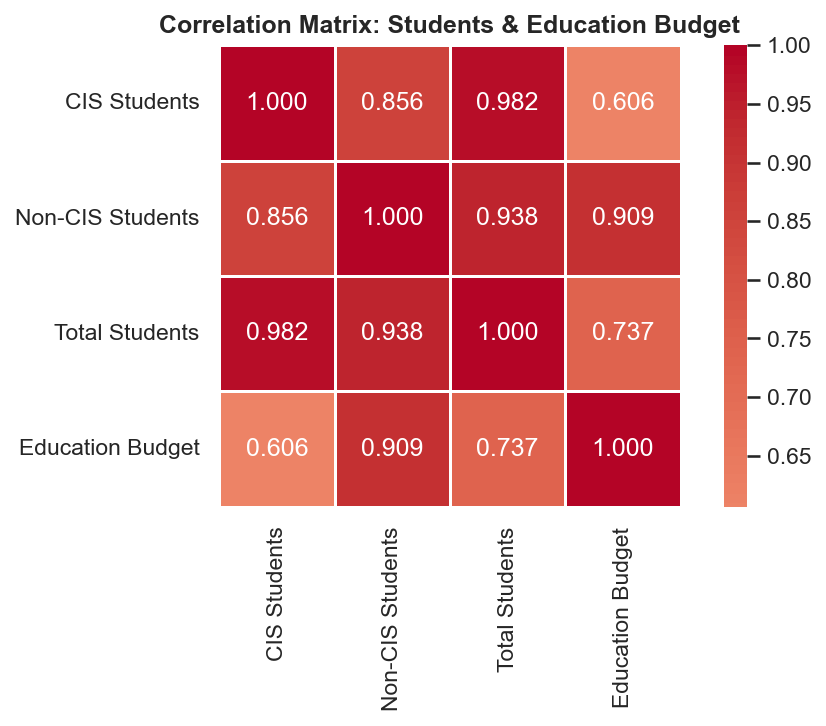 Correlation Matrix: Students & Education Budget
CIS Students
1.000 0.856 0.982 0.606
Non-CIS Students
0.856 1.000 0.938 0.909
Total Students
0.982 0.938 1.000 0.737
Education Budget
0.606 0.909 0.737 1.000
CIS Students
Non-CIS Students
Total Students
Education Budget
1.00
0.95
0.90
0.85
0.80
0.75
0.70
0.65